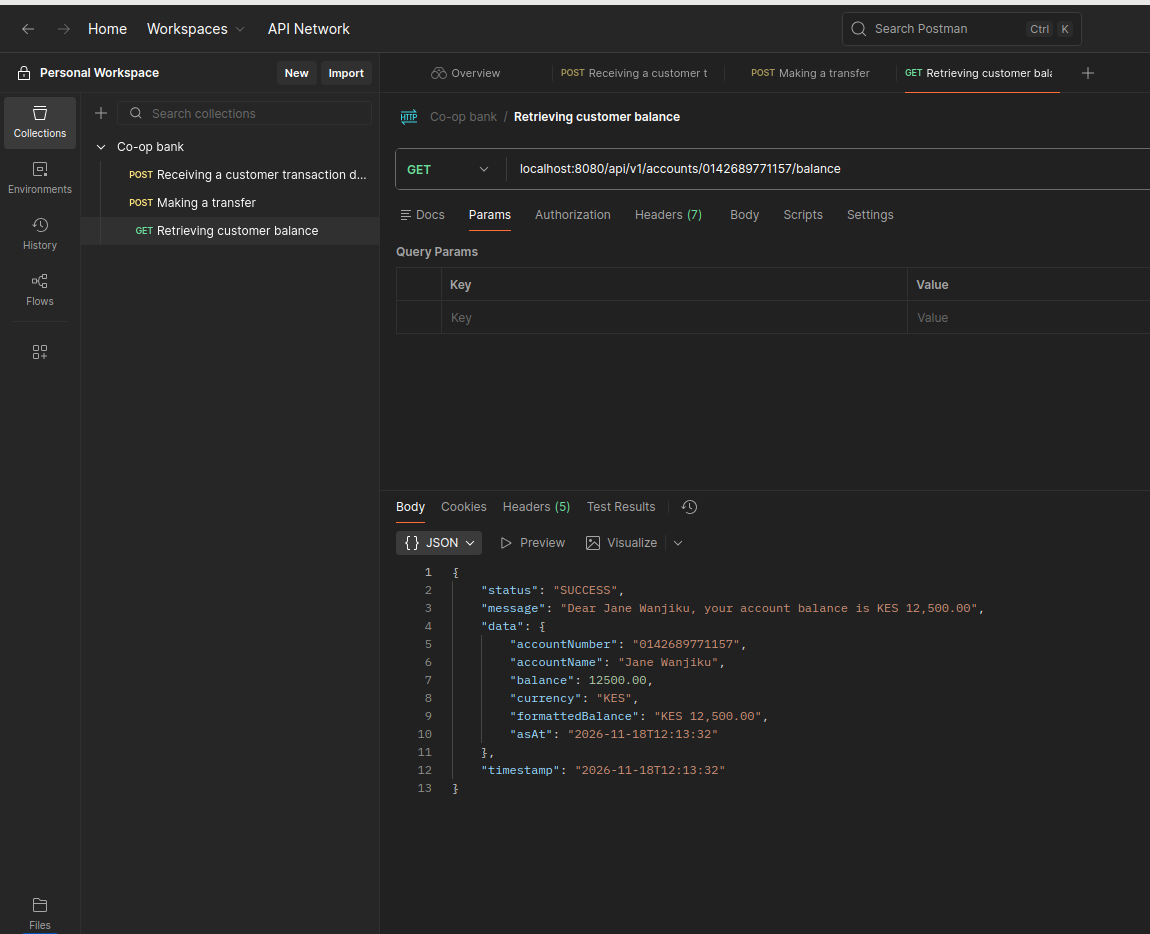 Home Workspaces API Network Search Postman Ctrl K
Personal Workspace New Import
Overview POST Receiving a customer t POST Making a transfer GET Retrieving customer bala
Collections
Environments
History
Flows
Files
Search collections
Co-op bank
POST Receiving a customer transaction d...
POST Making a transfer
GET Retrieving customer balance
HTTP Co-op bank / Retrieving customer balance
GET localhost:8080/api/v1/accounts/0142689771157/balance
Docs Params Authorization Headers (7) Body Scripts Settings
Query Params
Key Value
Key Value
Body Cookies Headers (5) Test Results
{} JSON Preview Visualize
1 {
2 "status": "SUCCESS",
3 "message": "Dear Jane Wanjiku, your account balance is KES 12,500.00",
4 "data": {
5 "accountNumber": "0142689771157",
6 "accountName": "Jane Wanjiku",
7 "balance": 12500.00,
8 "currency": "KES",
9 "formattedBalance": "KES 12,500.00",
10 "asAt": "2026-11-18T12:13:32"
11 },
12 "timestamp": "2026-11-18T12:13:32"
13 }